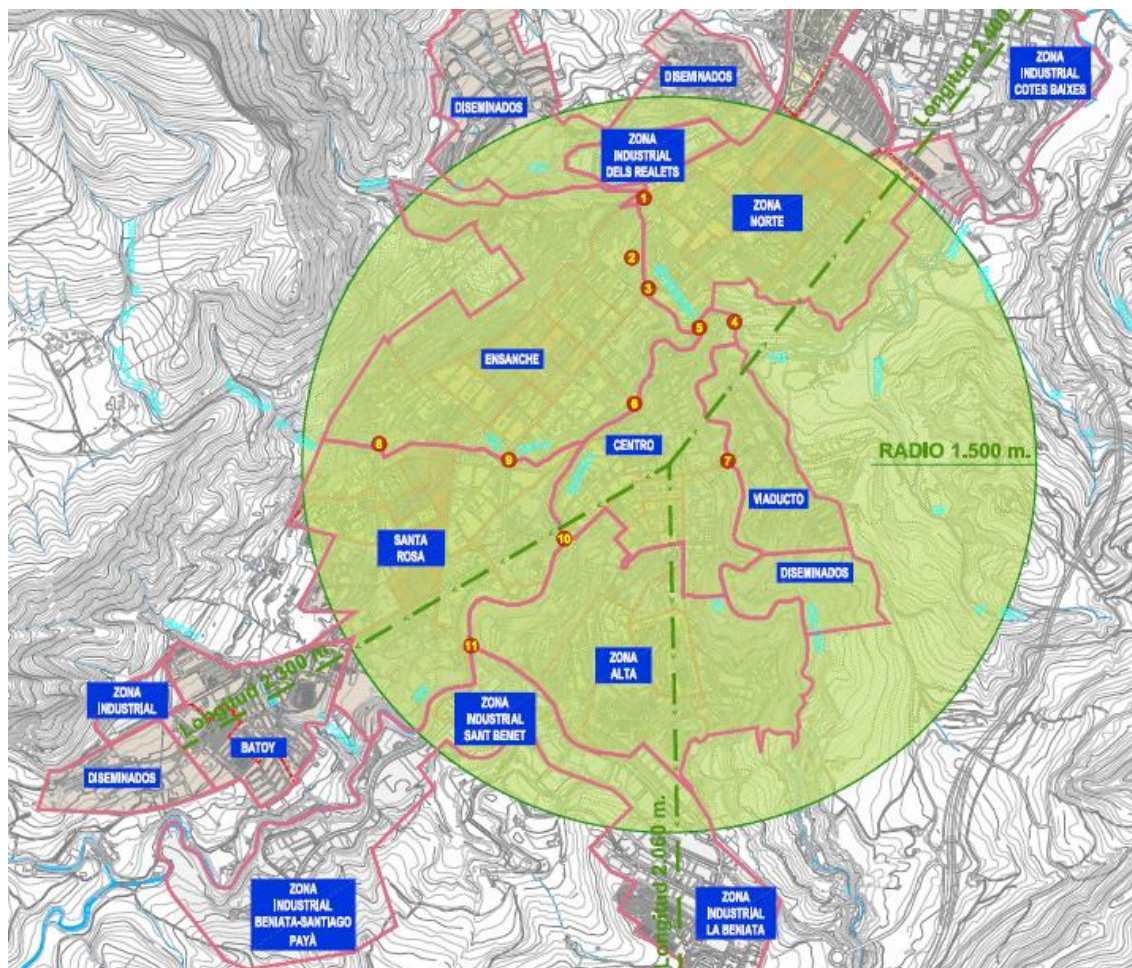 ZONA
INDUSTRIAL
COTES BAIXES
Longitud 2.400
DISEMINADOS
DISEMINADOS
ZONA
INDUSTRIAL
DELS REALETS
1
ZONA
NORTE
2
3
5
4
ENSANCHE
6
CENTRO
8
9
7
RADIO 1.500 m.
VIADUCTO
SANTA
ROSA
10
DISEMINADOS
11
ZONA
ALTA
ZONA
INDUSTRIAL
Longitud 2.300 m.
ZONA
INDUSTRIAL
SANT BENET
BATOY
DISEMINADOS
Longitud 2.060 m.
ZONA
INDUSTRIAL
BENIATA-SANTIAGO
PAYÀ
ZONA
INDUSTRIAL
LA BENIATA